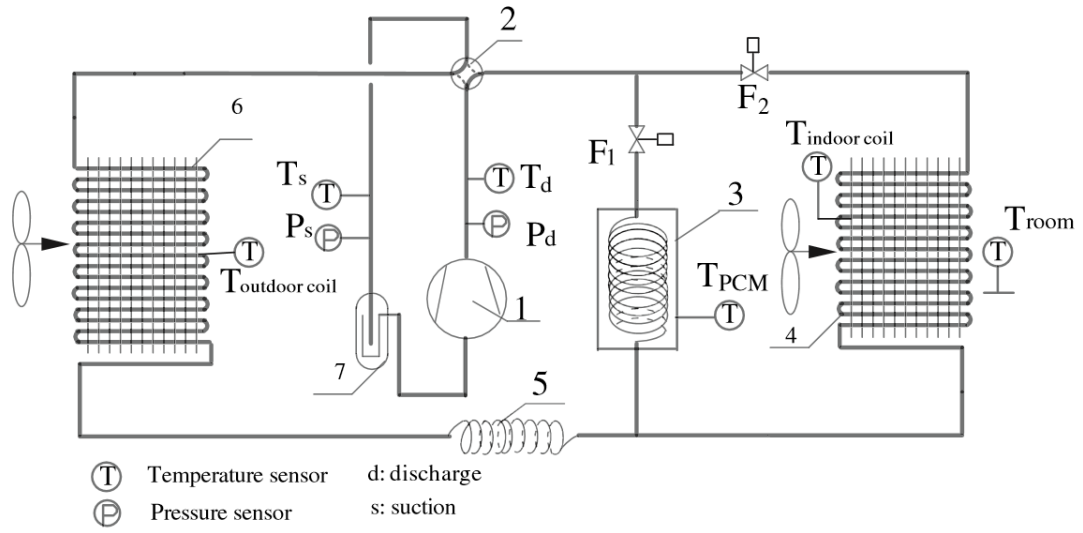 2
F2
6
F1
Tindoor coil
T
Ts
T
T
Td
3
Ps
P
P
Pd
Troom
T
T
Toutdoor coil
TPCM
T
1
4
7
5
T Temperature sensor d: discharge
P Pressure sensor s: suction